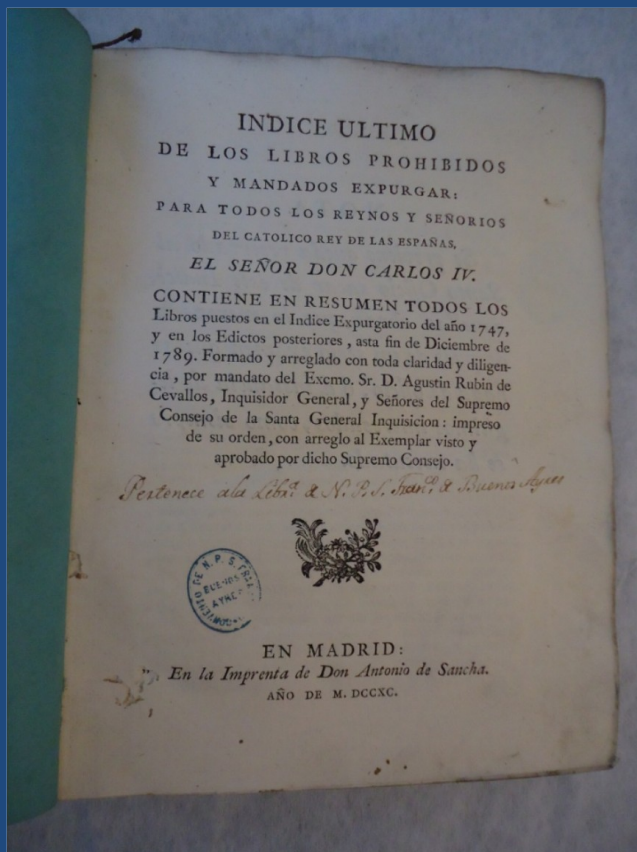 INDICE ULTIMO
DE LOS LIBROS PROHIBIDOS
Y MANDADOS EXPURGAR:
PARA TODOS LOS REYNOS Y SEÑORIOS
DEL CATOLICO REY DE LAS ESPAÑAS,
EL SEÑOR DON CARLOS IV.
CONTIENE EN RESUMEN TODOS LOS
Libros puestos en el Indice Expurgatorio del año 1747,
y en los Edictos posteriores, asta fin de Diciembre de
1789. Formado y arreglado con toda claridad y diligen-
cia, por mandato del Excmo. Sr. D. Agustin Rubin de
Cevallos, Inquisidor General, y Señores del Supremo
Consejo de la Santa General Inquisicion: impreso
de su orden, con arreglo al Exemplar visto y
aprobado por dicho Supremo Consejo.
Pertenece ala Libr.ª de N. P. S. Fran.co de Buenos Ayres
CONVENTO DE N. P. S.
BUENOS
AYRE
EN MADRID:
En la Imprenta de Don Antonio de Sancha.
AÑO DE M. DCCXC.